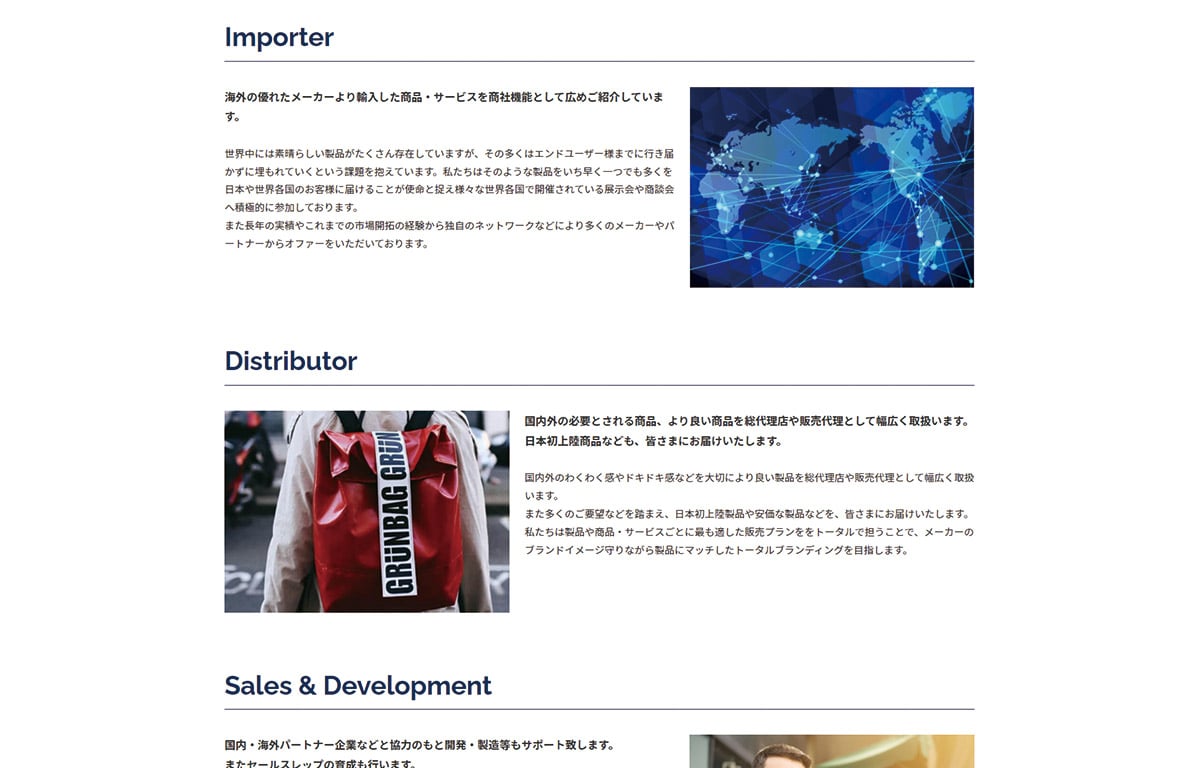 Importer
海外の優れたメーカーより輸入した商品・サービスを商社機能として広めご紹介していま
す。
世界中には素晴らしい製品がたくさん存在していますが、その多くはエンドユーザー様までに行き届
かずに埋もれていくという課題を抱えています。私たちはそのような製品をいち早く一つでも多くを
日本や世界各国のお客様に届けることが使命と捉え様々な世界各国で開催されている展示会や商談会
へ積極的に参加しております。
また長年の実績やこれまでの市場開拓の経験から独自のネットワークなどにより多くのメーカーやパ
ートナーからオファーをいただいております。
Distributor
GRÜNBAG GRÜN
国内外の必要とされる商品、より良い商品を総代理店や販売代理として幅広く取扱います。
日本初上陸商品なども、皆さまにお届けいたします。
国内外のわくわく感やドキドキ感などを大切により良い製品を総代理店や販売代理として幅広く取扱
います。
また多くのご要望などを踏まえ、日本初上陸製品や安価な製品などを、皆さまにお届けいたします。
私たちは製品や商品・サービスごとに最も適した販売プランををトータルで担うことで、メーカーの
ブランドイメージ守りながら製品にマッチしたトータルブランディングを目指します。
Sales & Development
国内・海外パートナー企業などと協力のもと開発・製造等もサポート致します。
またセールスレップの育成も行います。